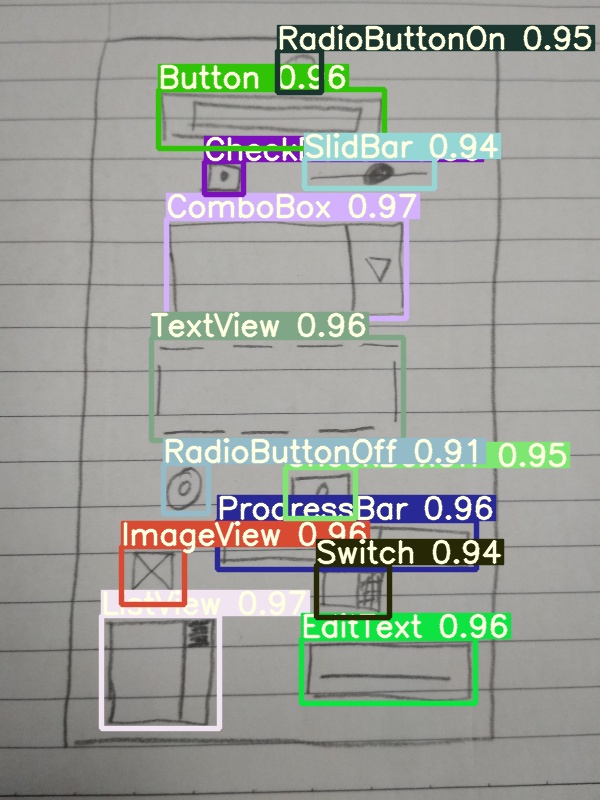 RadioButtonOn 0.95
Button 0.96
SlidBar 0.94
ComboBox 0.97
TextView 0.96
RadioButtonOff 0.91
0.95
ProgressBar 0.96
ImageView 0.96
Switch 0.94
ListView 0.97
EditText 0.96